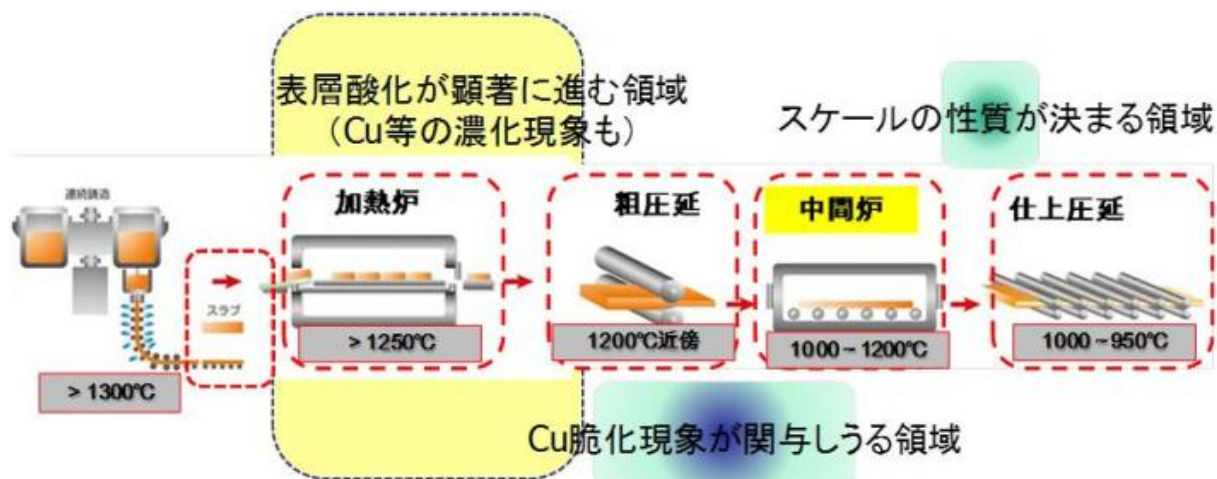 表層酸化が顕著に進む領域
（Cu等の濃化現象も）
スケールの性質が決まる領域
連続鋳造
スラブ
> 1300℃
加熱炉
> 1250℃
粗圧延
1200℃近傍
中間炉
1000～1200℃
仕上圧延
1000～950℃
Cu脆化現象が関与しうる領域